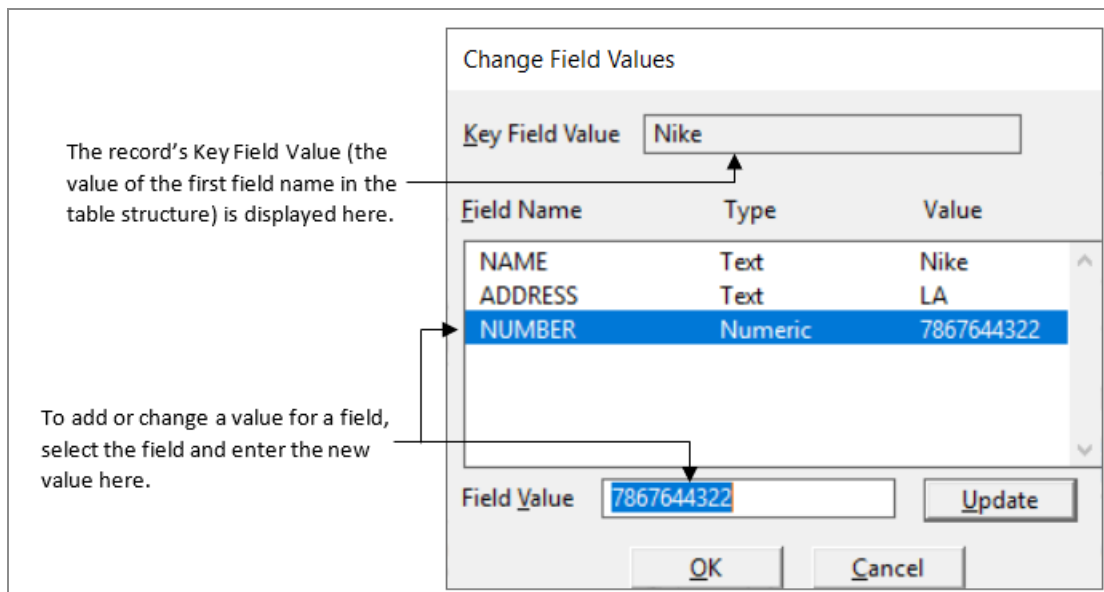 Change Field Values
Key Field Value Nike
The record's Key Field Value (the
value of the first field name in the
table structure) is displayed here.
Field Name Type Value
NAME Text Nike
ADDRESS Text LA
NUMBER Numeric 7867644322
To add or change a value for a field,
select the field and enter the new
value here.
Field Value 7867644322 Update
OK Cancel